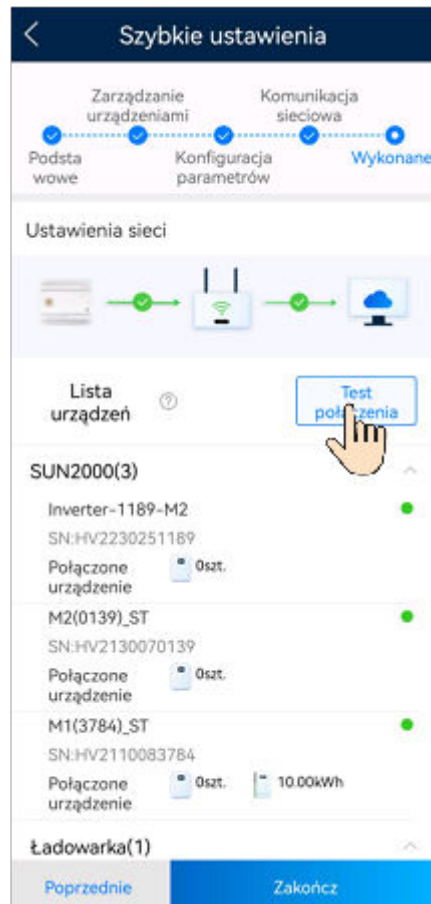 Szybkie ustawienia
Zarządzanie
urządzeniami
Komunikacja
sieciowa
Podsta
wowe
Konfiguracja
parametrów
Wykonane
Ustawienia sieci
Lista
urządzeń
Test
połączenia
SUN2000(3)
Inverter-1189-M2
SN:HV2230251189
Połączone
urządzenie
0szt.
M2(0139)_ST
SN:HV2130070139
Połączone
urządzenie
0szt.
M1(3784)_ST
SN:HV2110083784
Połączone
urządzenie
0szt.
10.00kWh
Ładowarka(1)
Poprzednie
Zakończ